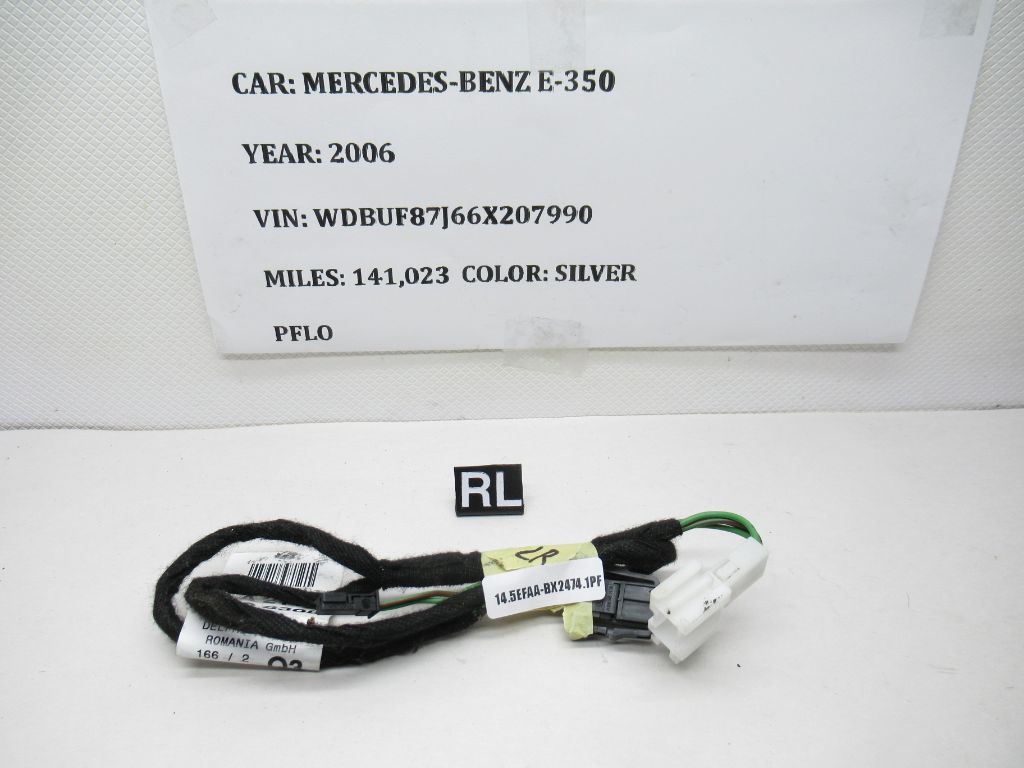 CAR: MERCEDES-BENZ E-350
YEAR: 2006
VIN: WDBUF87J66X207990
MILES: 141,023 COLOR: SILVER
PFLO
RL
LR
14.5EFAA-BX2474.1PF
ROMANIA GmbH
166 / 2